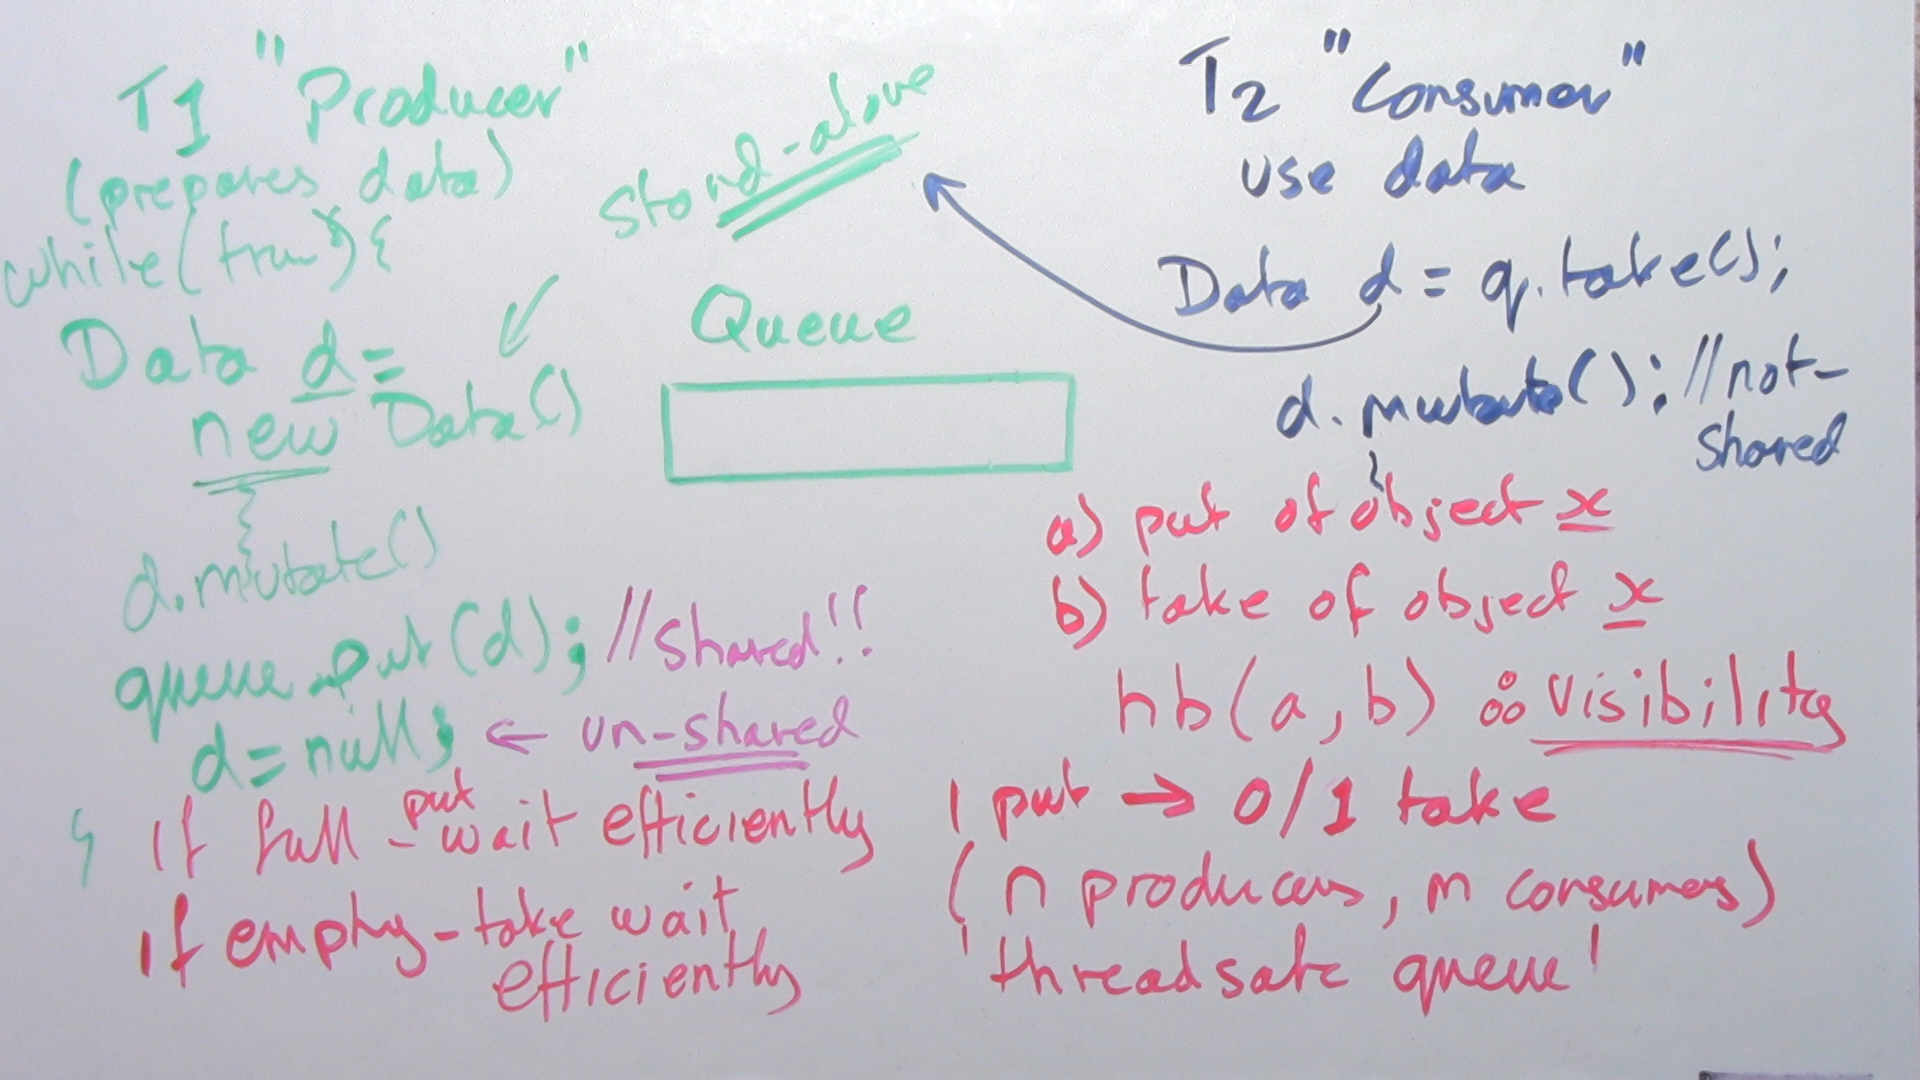 T1 "Producer"
(prepares data)
while(true){
Data d =
new Data()
d.mutate()
queue.put(d); //shared!!
d=null; ← un-shared
}
if full - put wait efficiently
if empty - take wait
efficiently
stand-alone
Queue
T2 "Consumer"
use data
Data d = q.take();
d.mutate(); //not-
shared
a) put of object x
b) take of object x
hb(a,b) ∴ visibility
1 put → 0/1 take
(n producers, m consumers)
'threadsafe queue'